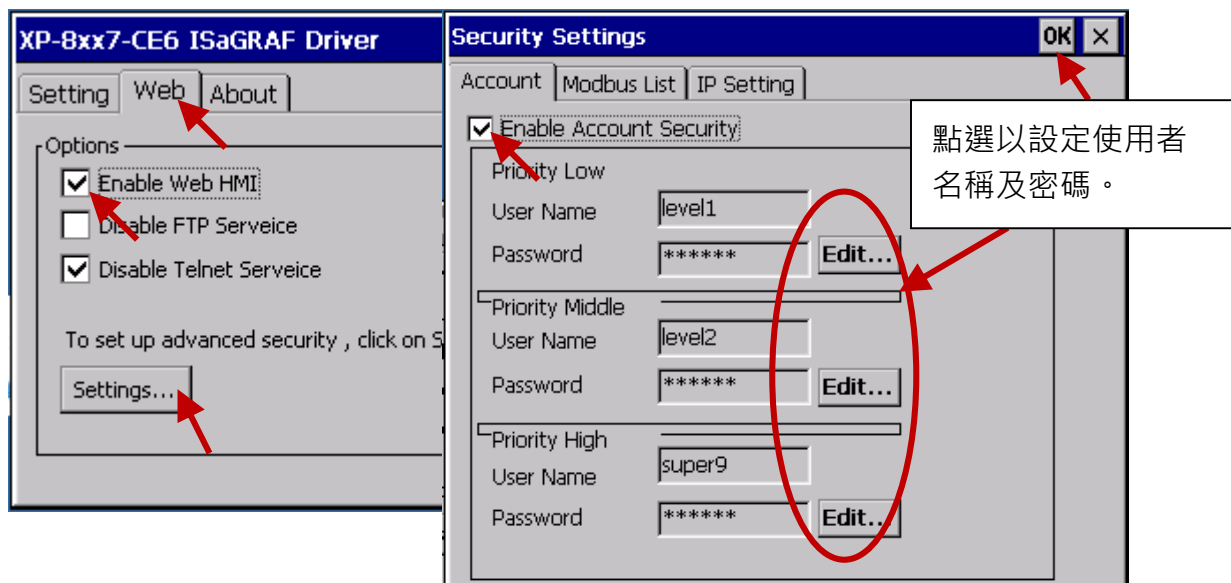 XP-8xx7-CE6 ISaGRAF Driver
Setting Web About
Options
Enable Web HMI
Disable FTP Serveice
Disable Telnet Serveice
To set up advanced security , click on S
Settings...
Security Settings
OK ×
Account Modbus List IP Setting
Enable Account Security
Priority Low
User Name level1
Password ****** Edit...
Priority Middle
User Name level2
Password ****** Edit...
Priority High
User Name super9
Password ****** Edit...
點選以設定使用者
名稱及密碼。